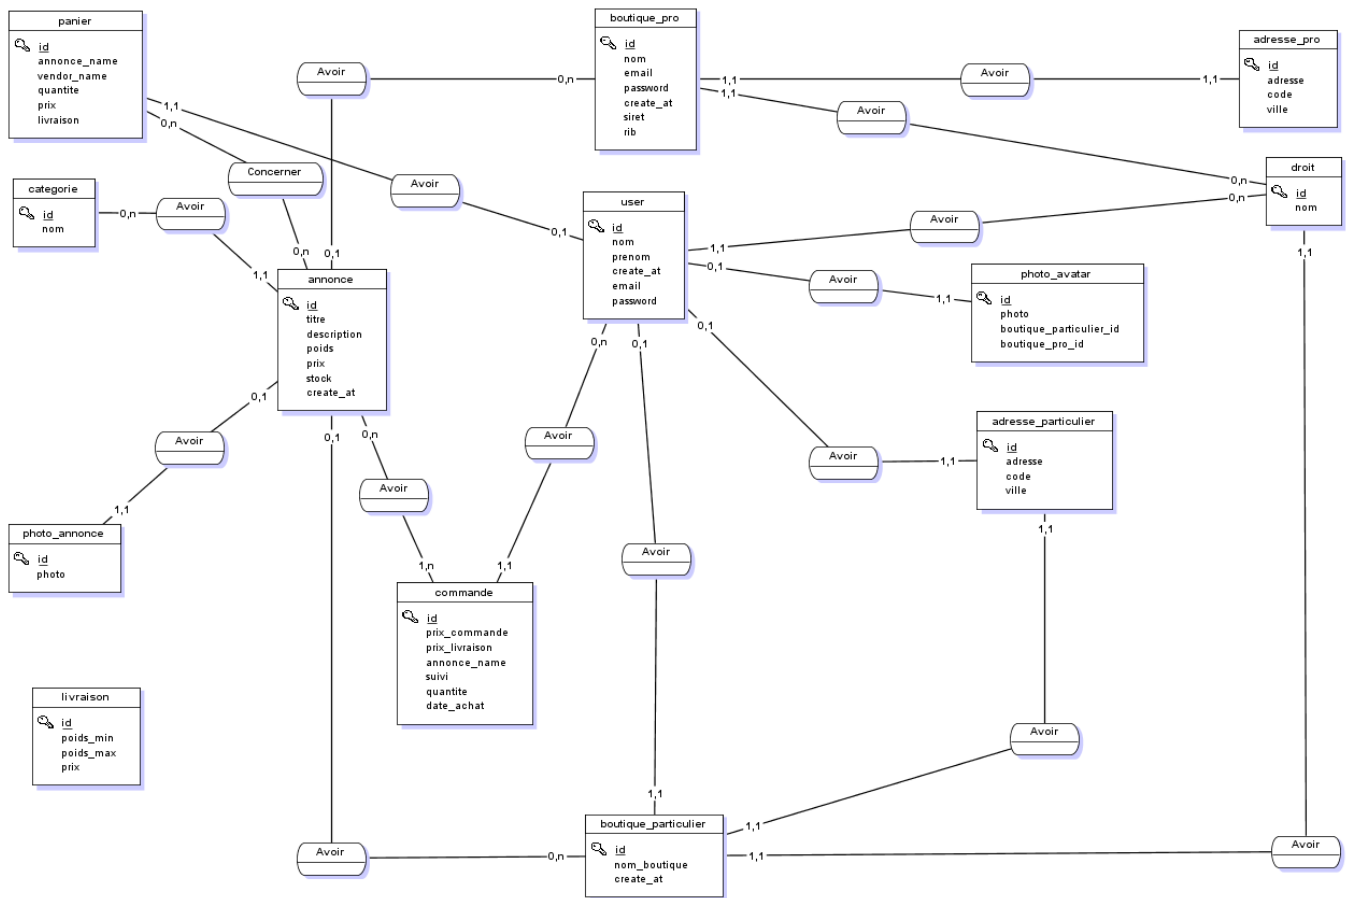 panier
id
annonce_name
vendor_name
quantite
prix
livraison
boutique_pro
id
nom
email
password
create_at
siret
rib
adresse_pro
id
adresse
code
ville
Avoir
0,n
1,1
Avoir
1,1
1,1
Avoir
0,n
1,1
0,n
Concerner
0,n
1,1
Avoir
0,1
categorie
id
nom
0,n
Avoir
1,1
0,1
droit
id
nom
user
id
nom
prenom
create_at
email
password
1,1
Avoir
0,n
0,1
Avoir
1,1
photo_avatar
id
photo
boutique_particulier_id
boutique_pro_id
annonce
id
titre
description
poids
prix
stock
create_at
0,1
Avoir
1,1
photo_annonce
id
photo
0,n
Avoir
1,n
0,n
Avoir
1,1
commande
id
prix_commande
prix_livraison
annonce_name
suivi
quantite
date_achat
0,1
Avoir
1,1
adresse_particulier
id
adresse
code
ville
0,1
Avoir
1,1
1,1
Avoir
1,1
livraison
id
poids_min
poids_max
prix
0,1
Avoir
0,n
boutique_particulier
id
nom_boutique
create_at
1,1
Avoir
1,1